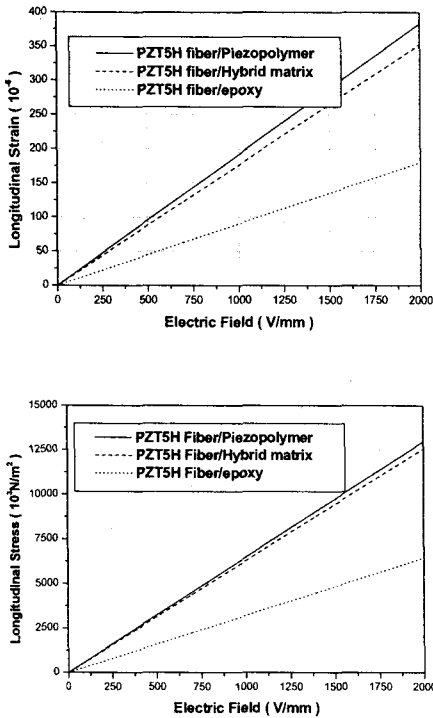 400
350
300
250
200
150
100
50
0
Longitudinal Strain ( 10⁻⁶)
PZT5H fiber/Piezopolymer
PZT5H fiber/Hybrid matrix
PZT5H fiber/epoxy
0 250 500 750 1000 1250 1500 1750 2000
Electric Field ( V/mm )
15000
12500
10000
7500
5000
2500
0
Longitudinal Stress ( 10³N/m² )
PZT5H Fiber/Piezopolymer
PZT5H Fiber/Hybrid matrix
PZT5H Fiber/epoxy
0 250 500 750 1000 1250 1500 1750 2000
Electric Field ( V/mm )